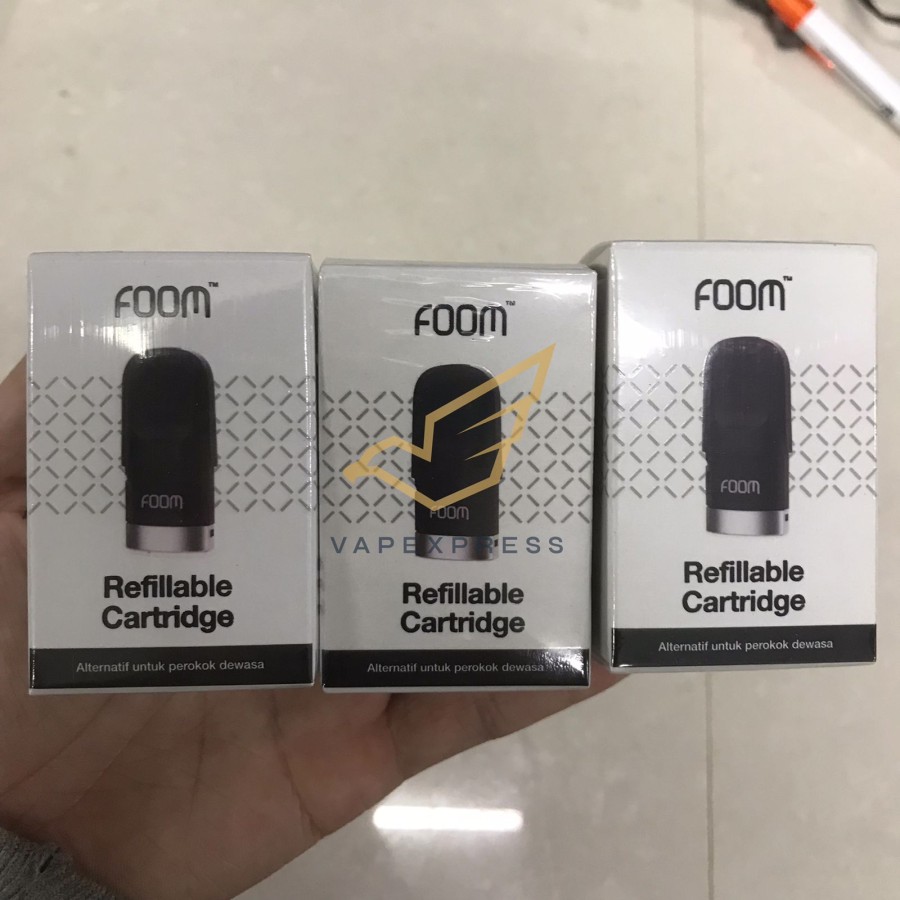 FOOM™
FOOM
Refillable
Cartridge
Alternatif untuk perokok dewasa
FOOM™
FOOM
VAPEXPRESS
Refillable
Cartridge
Alternatif untuk perokok dewasa
FOOM™
FOOM
Refillable
Cartridge
Alternatif untuk perokok dewasa